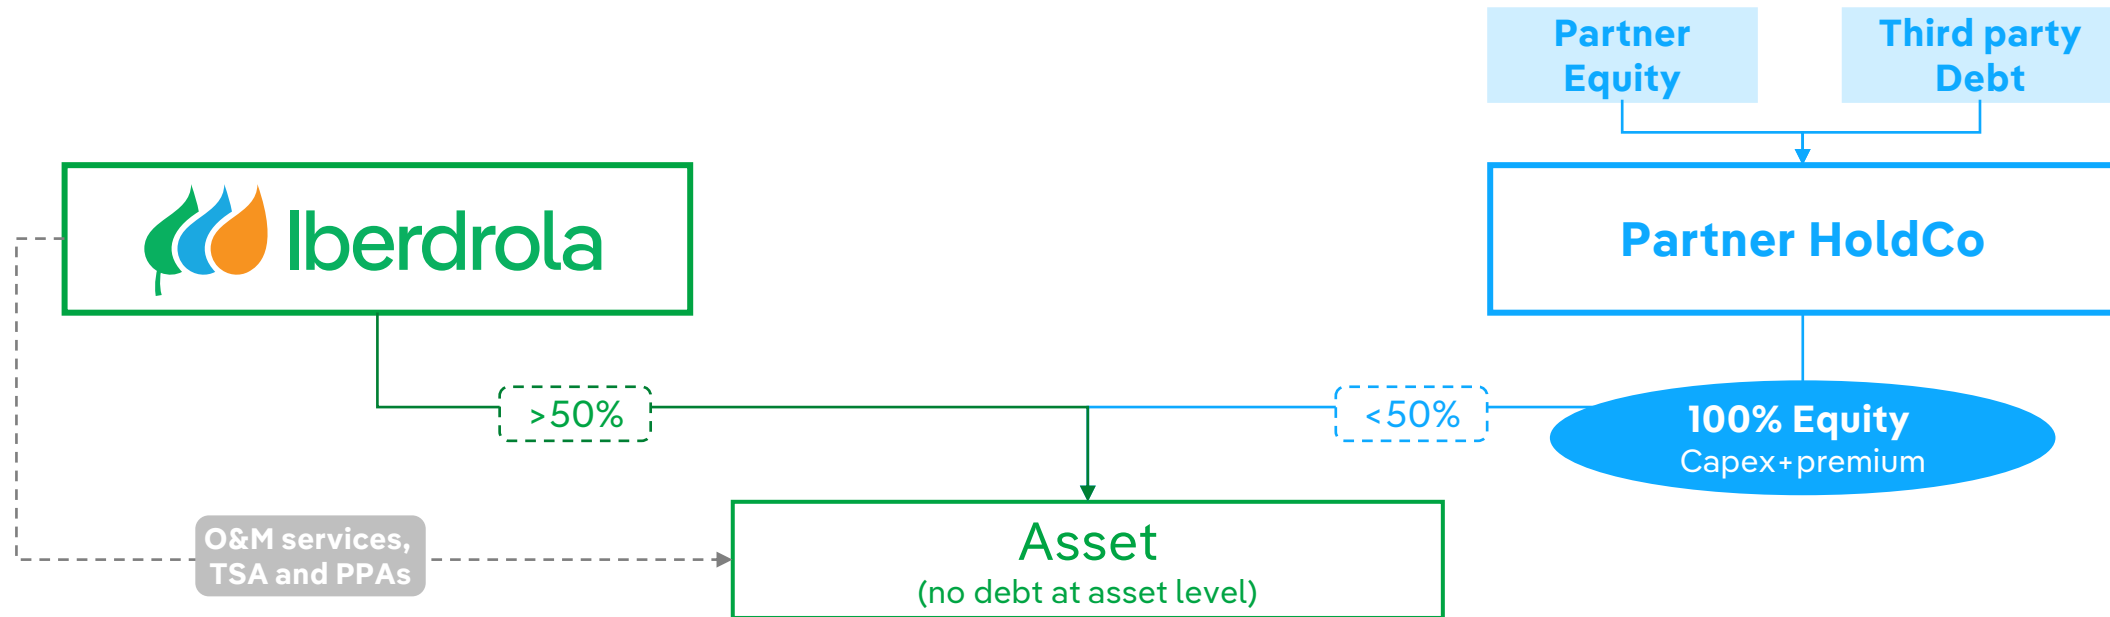 Partner
Equity
Third party
Debt
Iberdrola
Partner HoldCo
>50%
<50%
100% Equity
Capex+premium
O&M services,
TSA and PPAs
Asset
(no debt at asset level)